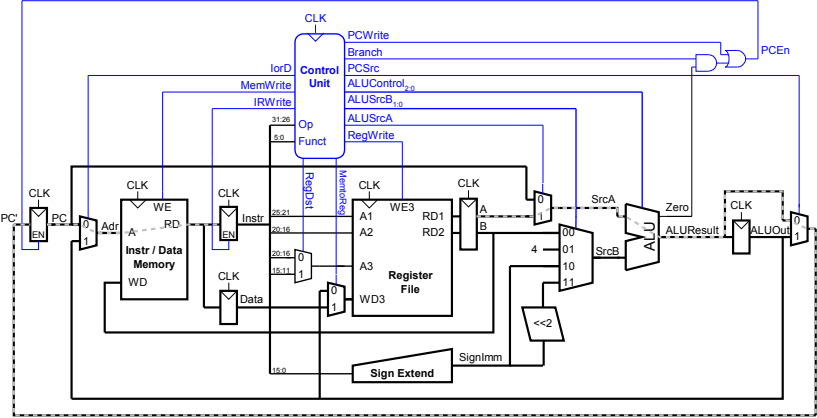 CLK
PCWrite
Branch
PCEn
IorD
Control
Unit
PCSrc
MemWrite
ALUControl2:0
IRWrite
ALUSrcB1:0
31:26
Op
ALUSrcA
5:0
Funct
RegWrite
RegDst
MemtoReg
CLK
CLK
CLK
CLK
CLK
PC'
EN
PC
0
1
Adr
WE
A
RD
Instr / Data
Memory
WD
EN
Instr
25:21
A1
WE3
RD1
A
0
1
SrcA
Zero
CLK
0
1
20:16
A2
RD2
B
00
ALU
ALUResult
ALUOut
20:16
0
4
01
SrcB
15:11
1
A3
10
CLK
Register
File
11
Data
0
1
WD3
<<2
SignImm
15:0
Sign Extend